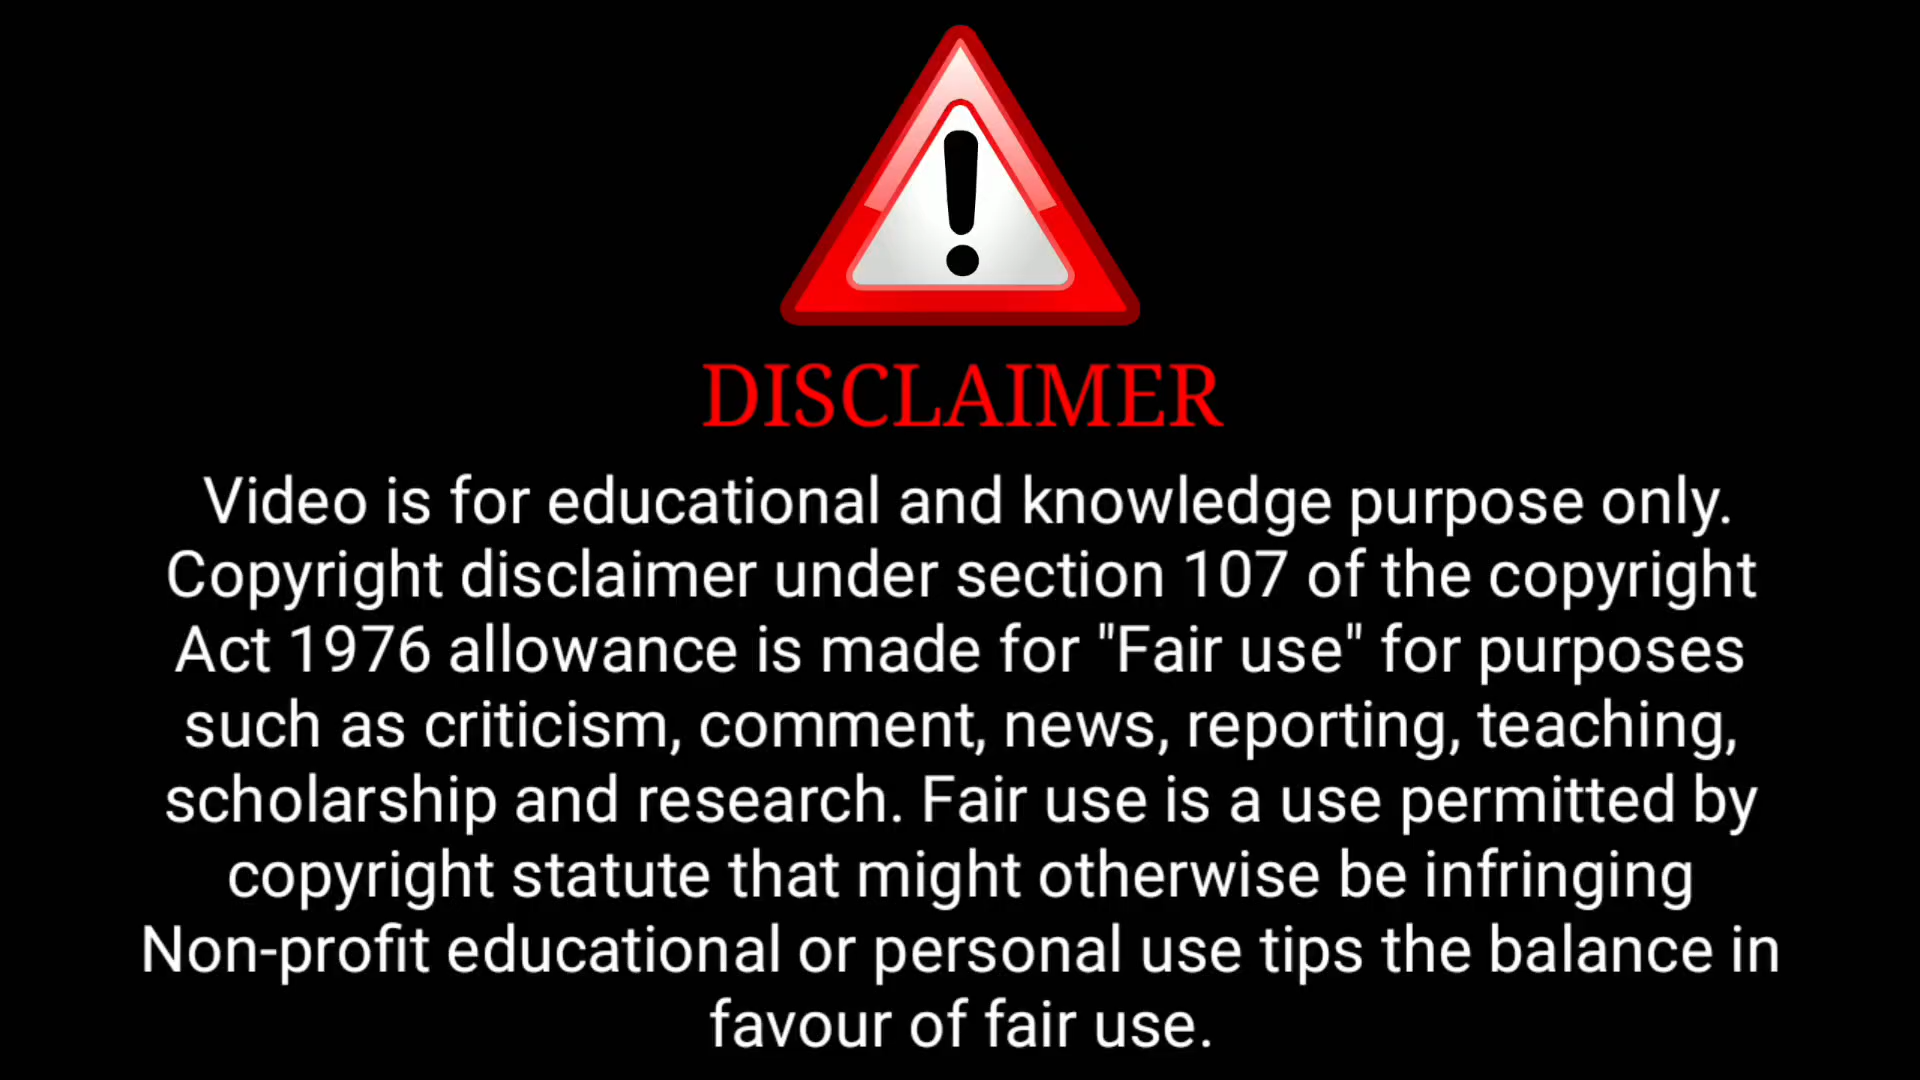 DISCLAIMER
Video is for educational and knowledge purpose only.
Copyright disclaimer under section 107 of the copyright
Act 1976 allowance is made for "Fair use" for purposes
such as criticism, comment, news, reporting, teaching,
scholarship and research. Fair use is a use permitted by
copyright statute that might otherwise be infringing
Non-profit educational or personal use tips the balance in
favour of fair use.